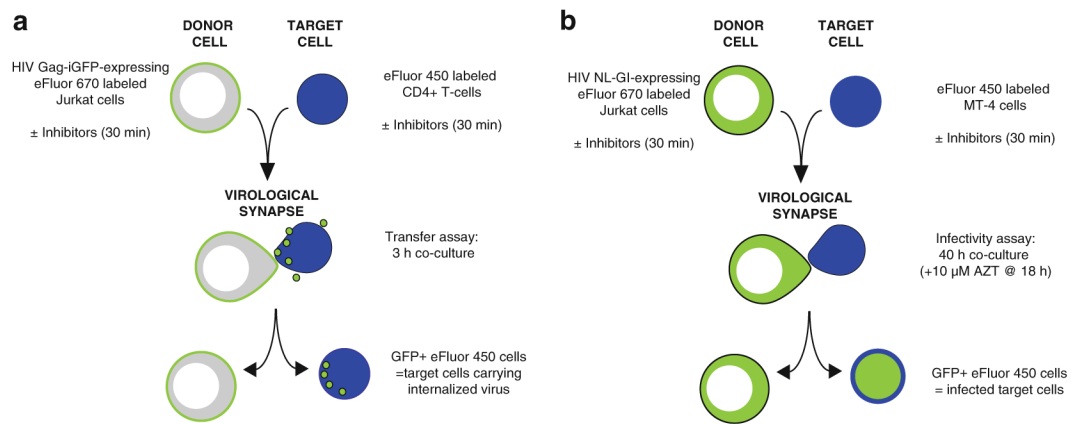 a
DONOR
CELL
TARGET
CELL
HIV Gag-iGFP-expressing
eFluor 670 labeled
Jurkat cells
± Inhibitors (30 min)
eFluor 450 labeled
CD4+ T-cells
± Inhibitors (30 min)
VIROLOGICAL
SYNAPSE
Transfer assay:
3 h co-culture
GFP+ eFluor 450 cells
=target cells carrying
internalized virus
b
DONOR
CELL
TARGET
CELL
HIV NL-GI-expressing
eFluor 670 labeled
Jurkat cells
± Inhibitors (30 min)
eFluor 450 labeled
MT-4 cells
± Inhibitors (30 min)
VIROLOGICAL
SYNAPSE
Infectivity assay:
40 h co-culture
(+10 µM AZT @ 18 h)
GFP+ eFluor 450 cells
= infected target cells